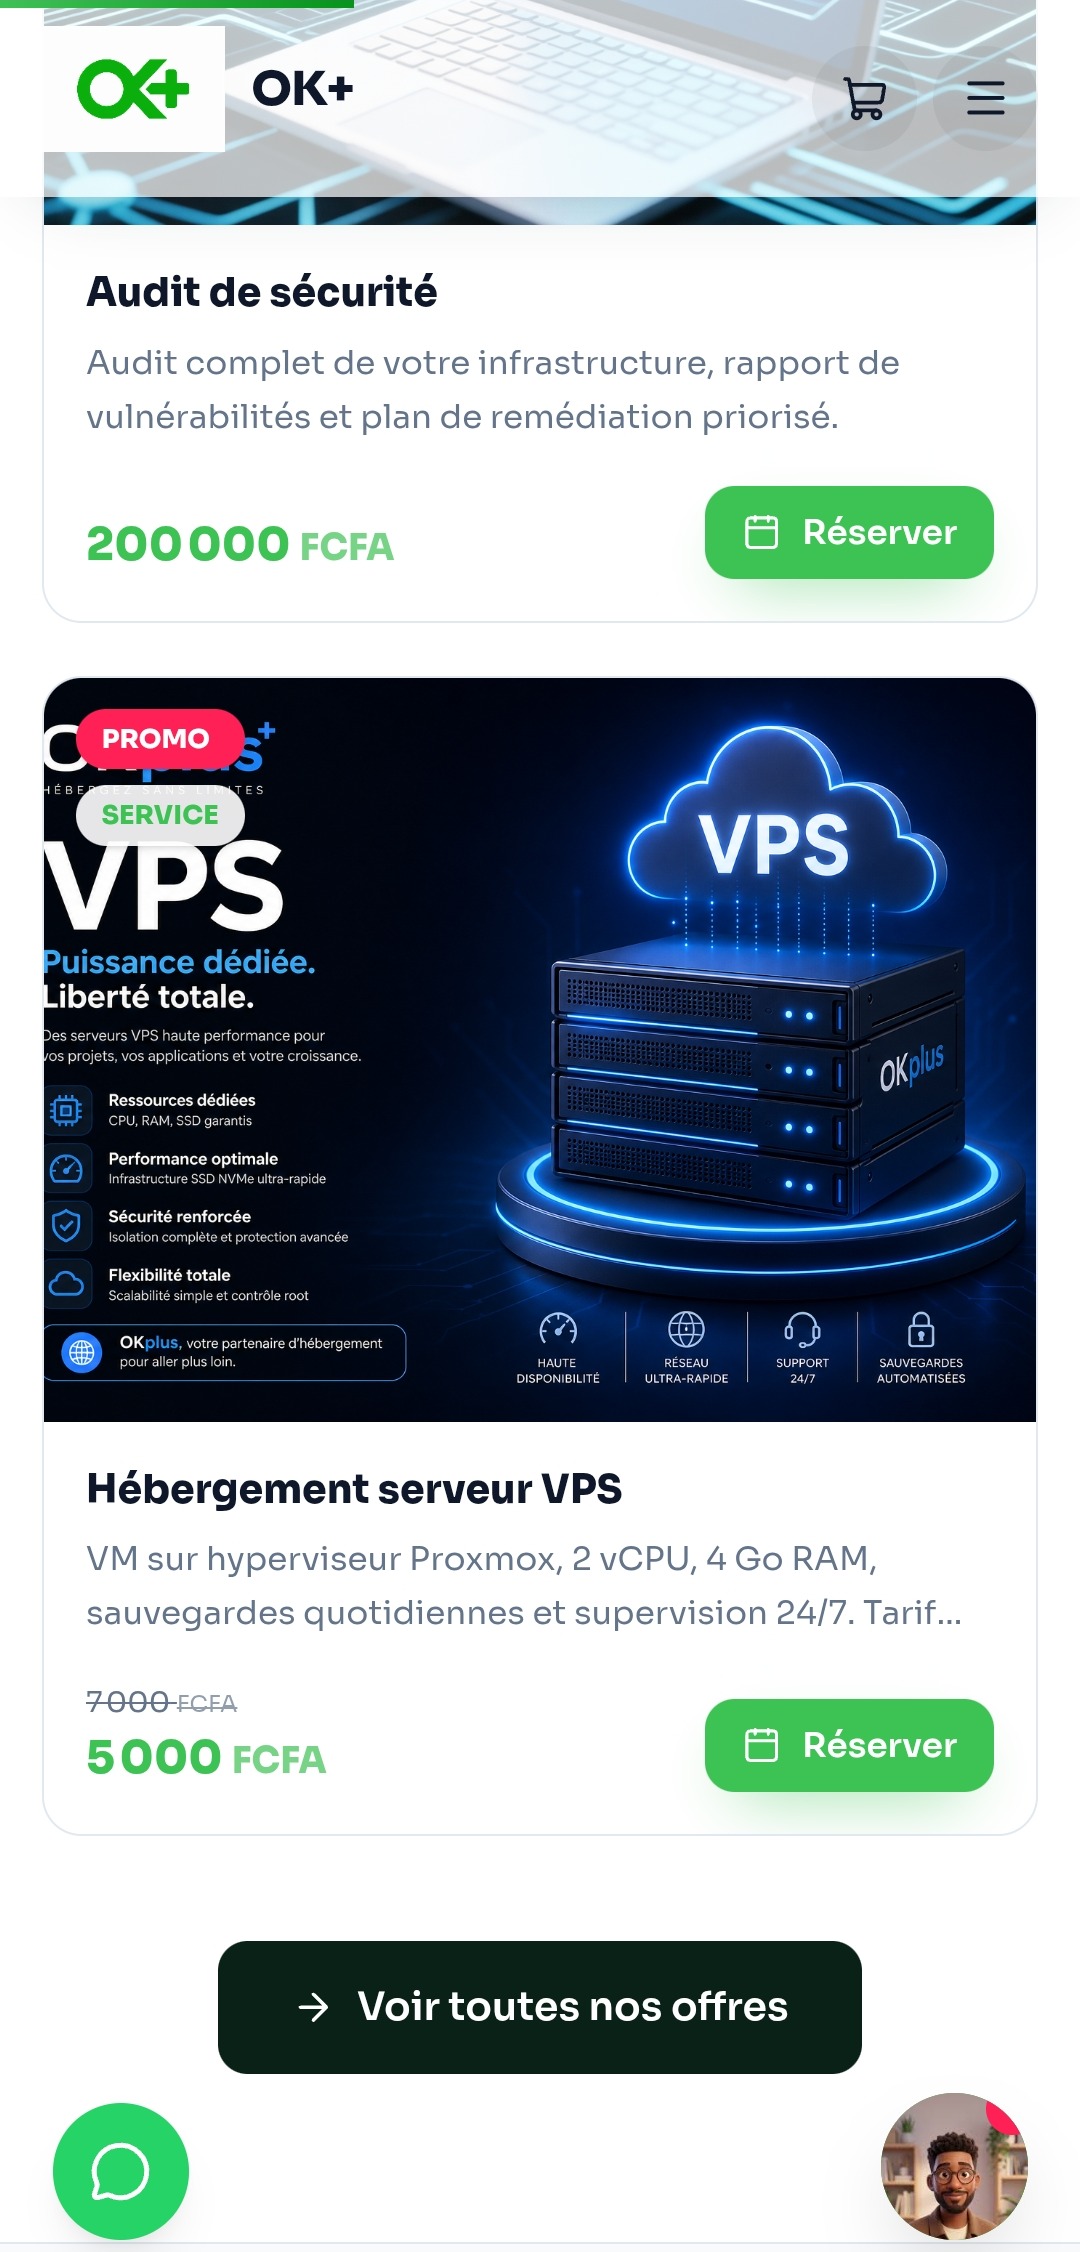 OK+
OK+
Audit de sécurité
Audit complet de votre infrastructure, rapport de
vulnérabilités et plan de remédiation priorisé.
200 000 FCFA
Réserver
PROMO
SERVICE
VPS
Puissance dédiée.
Liberté totale.
Des serveurs VPS haute performance pour
vos projets, vos applications et votre croissance.
Ressources dédiées
CPU, RAM, SSD garantis
Performance optimale
Infrastructure SSD NVMe ultra-rapide
Sécurité renforcée
Isolation complète et protection avancée
Flexibilité totale
Scalabilité simple et contrôle root
OKplus, votre partenaire d'hébergement
pour aller plus loin.
VPS
OKplus
HAUTE
DISPONIBILITÉ
RÉSEAU
ULTRA-RAPIDE
SUPPORT
24/7
SAUVEGARDES
AUTOMATISÉES
Hébergement serveur VPS
VM sur hyperviseur Proxmox, 2 vCPU, 4 Go RAM,
sauvegardes quotidiennes et supervision 24/7. Tarif...
7 000 FCFA
5 000 FCFA
Réserver
Voir toutes nos offres